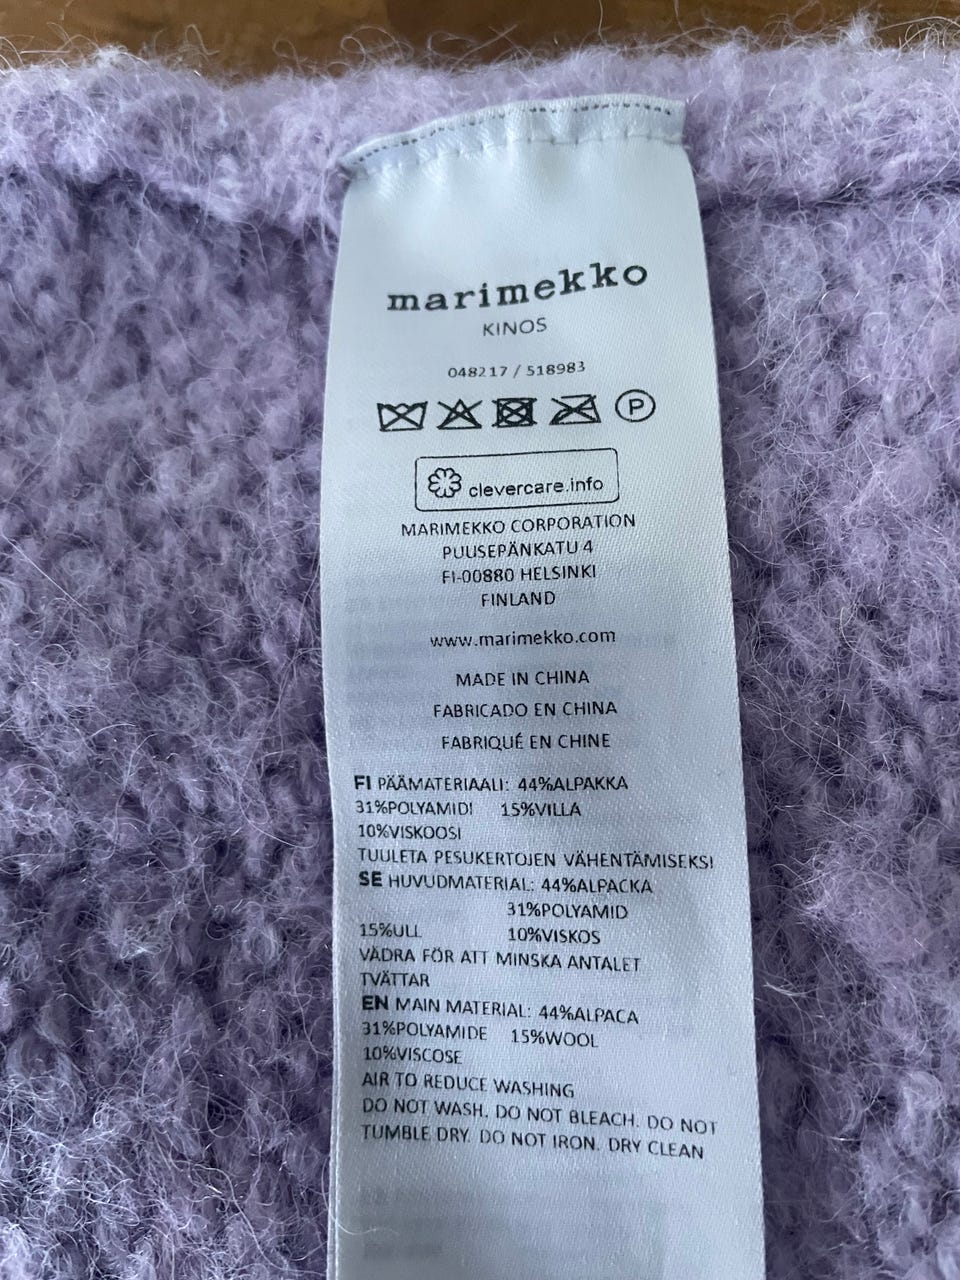 marimekko
KINOS
048217 / 518983
P
clevercare.info
MARIMEKKO CORPORATION
PUUSEPÄNKATU 4
FI-00880 HELSINKI
FINLAND
www.marimekko.com
MADE IN CHINA
FABRICADO EN CHINA
FABRIQUÉ EN CHINE
FI PÄÄMATERIAALI: 44%ALPAKKA
31%POLYAMIDI 15%VILLA
10%VISKOOSI
TUULETA PESUKERTOJEN VÄHENTÄMISEKSI
SE HUVUDMATERIAL: 44%ALPACKA
31%POLYAMID
15%ULL 10%VISKOS
VÄDRA FÖR ATT MINSKA ANTALET
TVÄTTAR
EN MAIN MATERIAL: 44%ALPACA
31%POLYAMIDE 15%WOOL
10%VISCOSE
AIR TO REDUCE WASHING
DO NOT WASH. DO NOT BLEACH. DO NOT
TUMBLE DRY. DO NOT IRON. DRY CLEAN